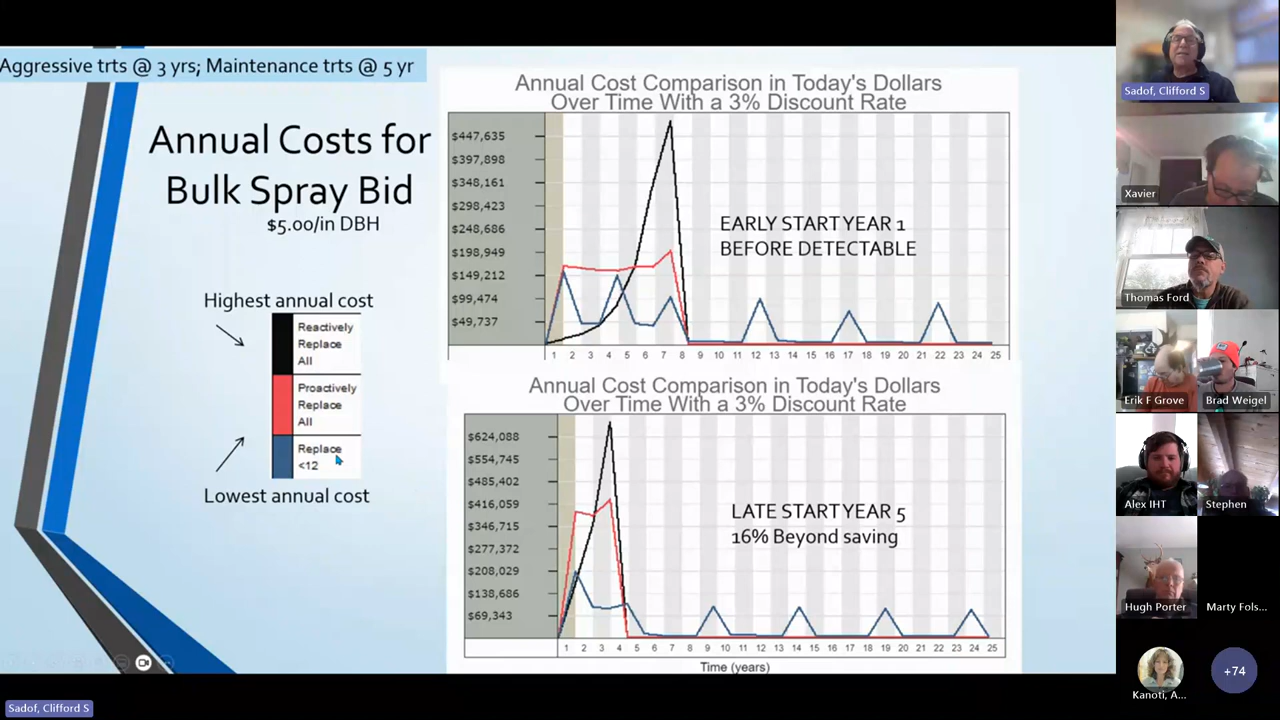 Aggressive trts @ 3 yrs; Maintenance trts @ 5 yr
Annual Costs for
Bulk Spray Bid
$5.00/in DBH
Highest annual cost
Reactively
Replace
All
Proactively
Replace
All
Replace
<12
Lowest annual cost
Annual Cost Comparison in Today's Dollars
Over Time With a 3% Discount Rate
$447,635
$397,898
$348,161
$298,423
$248,686
$198,949
$149,212
$99,474
$49,737
EARLY START YEAR 1
BEFORE DETECTABLE
1 2 3 4 5 6 7 8 9 10 11 12 13 14 15 16 17 18 19 20 21 22 23 24 25
Annual Cost Comparison in Today's Dollars
Over Time With a 3% Discount Rate
$624,088
$554,745
$485,402
$416,059
$346,715
$277,372
$208,029
$138,686
$69,343
LATE START YEAR 5
16% Beyond saving
1 2 3 4 5 6 7 8 9 10 11 12 13 14 15 16 17 18 19 20 21 22 23 24 25
Time (years)
Sadof, Clifford S
Xavier
Thomas Ford
Erik F Grove
Brad Weigel
Alex IHT
Stephen
Hugh Porter
Marty Fols...
Kanoti, A...
+74
Sadof, Clifford S